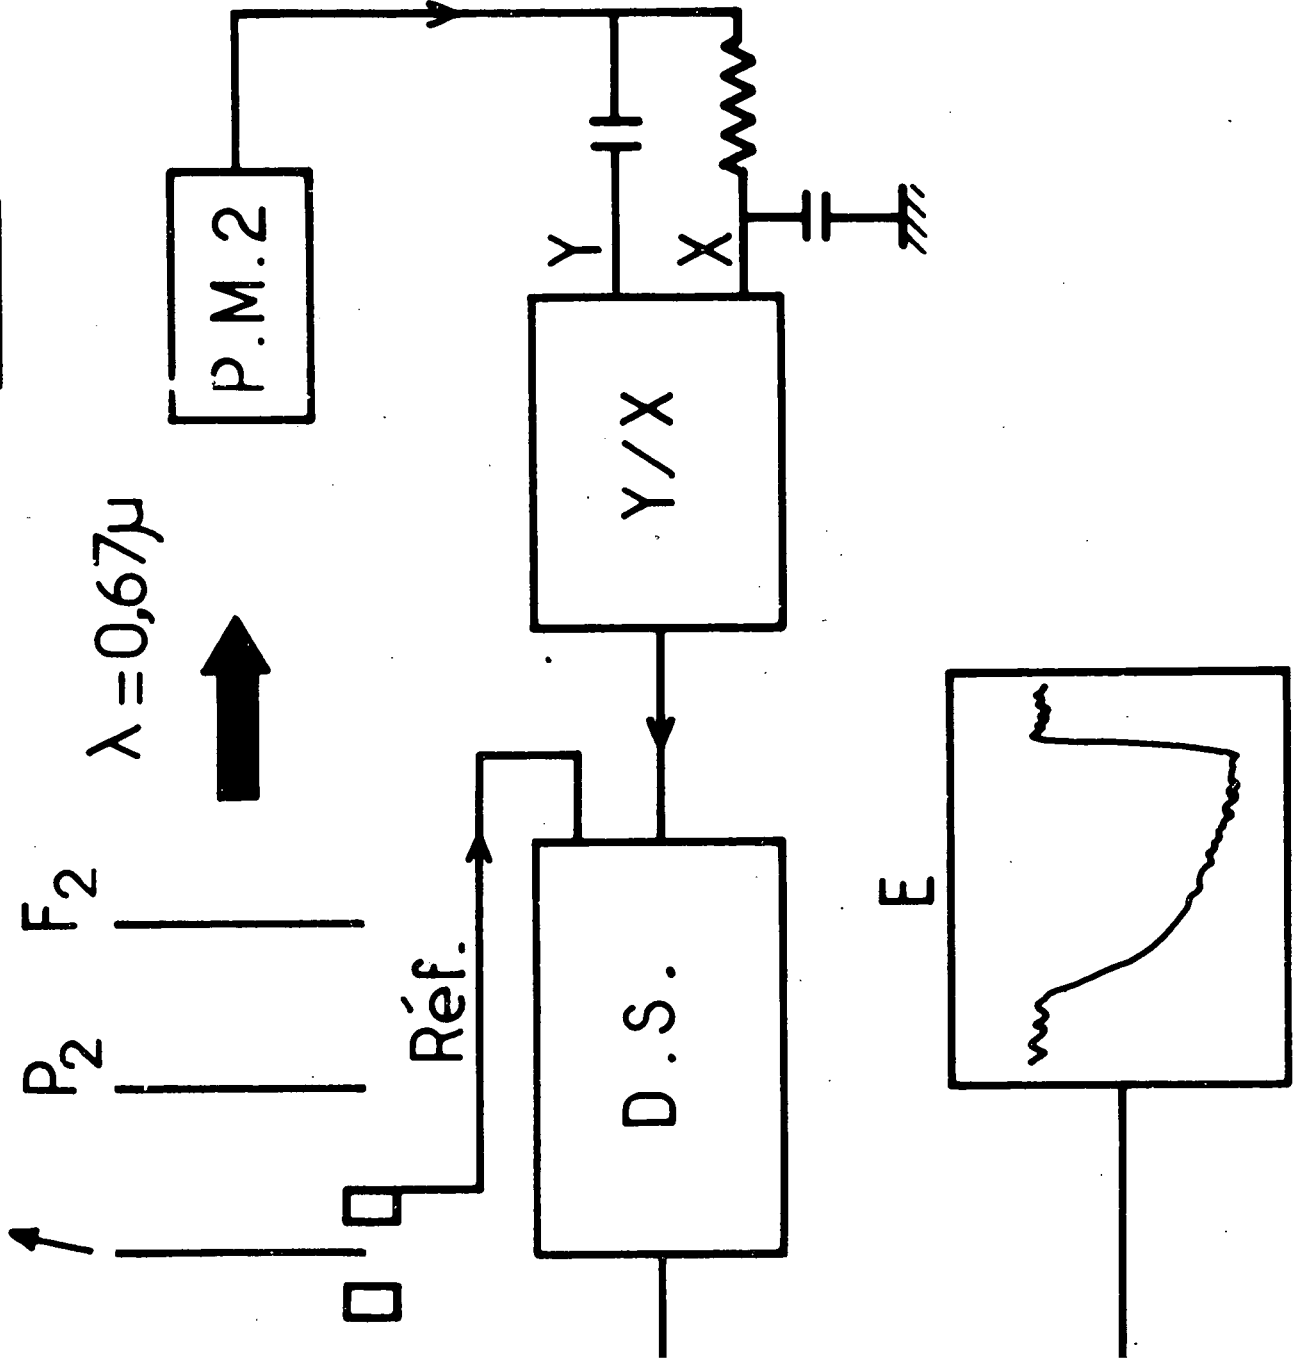 F2
P2
λ = 0,67μ
P.M.2
Réf.
Y
X
Y/X
D.S.
E